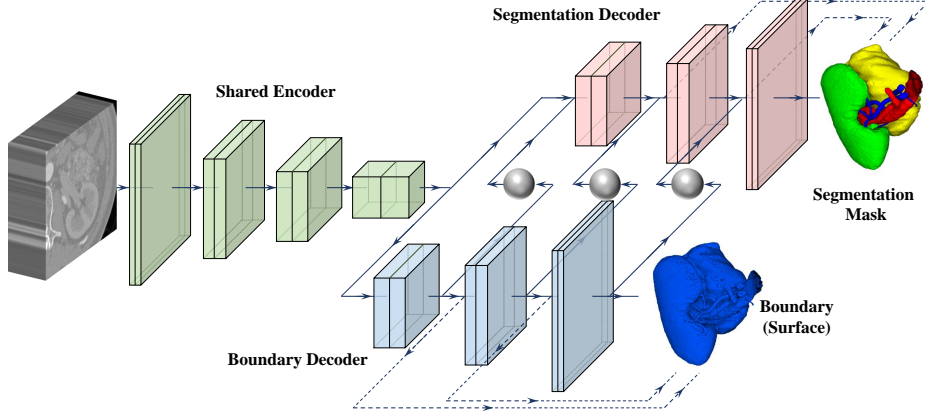 Segmentation Decoder
Shared Encoder
Segmentation
Mask
Boundary
(Surface)
Boundary Decoder